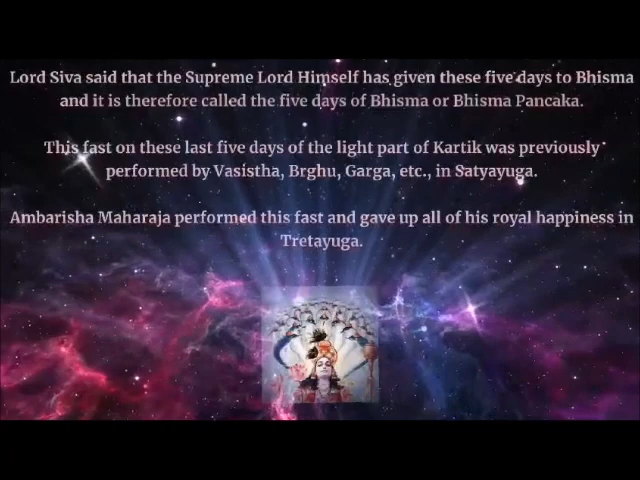 Lord Siva said that the Supreme Lord Himself has given these five days to Bhisma
and it is therefore called the five days of Bhisma or Bhisma Pancaka.
This fast on these last five days of the light part of Kartik was previously
performed by Vasistha, Brghu, Garga, etc., in Satyayuga.
Ambarisha Maharaja performed this fast and gave up all of his royal happiness in
Tretayuga.